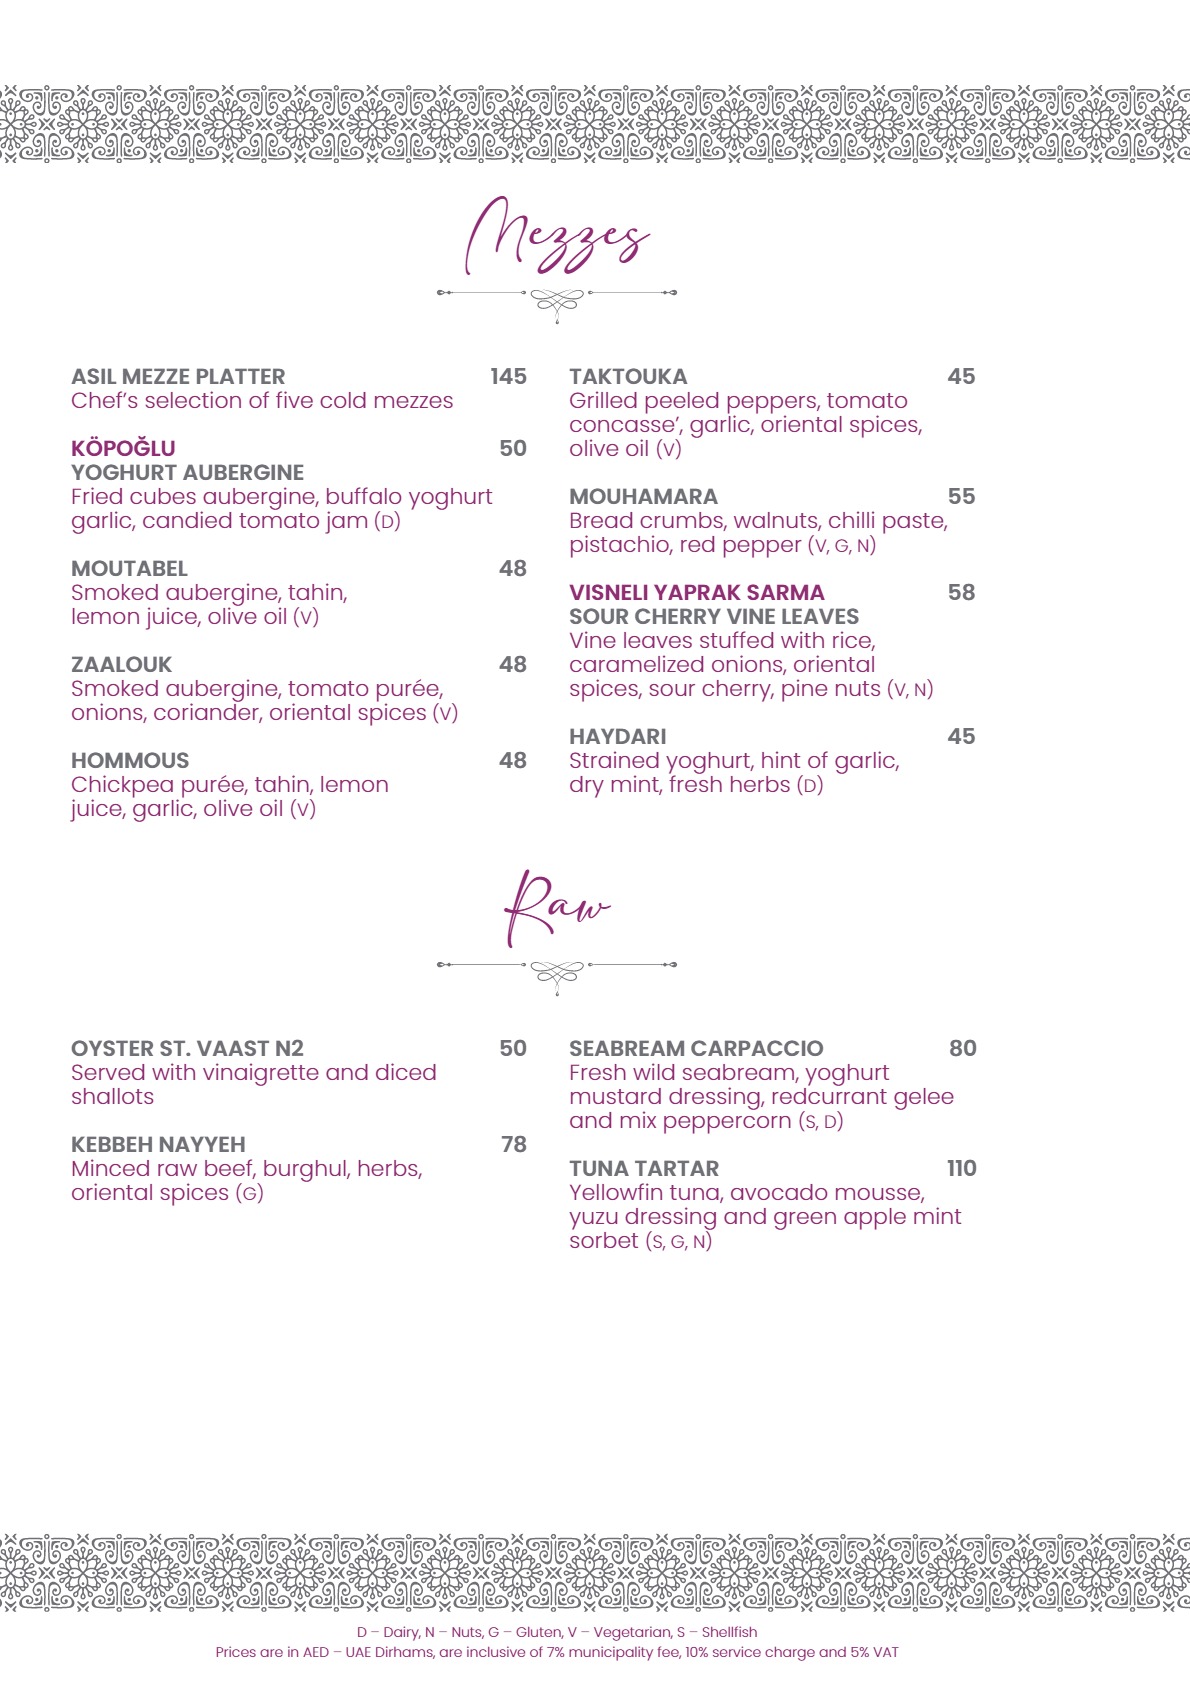 Mezzes
ASIL MEZZE PLATTER 145
Chef's selection of five cold mezzes
KÖPOĞLU 50
YOGHURT AUBERGINE
Fried cubes aubergine, buffalo yoghurt
garlic, candied tomato jam (D)
MOUTABEL 48
Smoked aubergine, tahin,
lemon juice, olive oil (V)
ZAALOUK 48
Smoked aubergine, tomato purée,
onions, coriander, oriental spices (V)
HOMMOUS 48
Chickpea purée, tahin, lemon
juice, garlic, olive oil (V)
TAKTOUKA 45
Grilled peeled peppers, tomato
concasse’, garlic, oriental spices,
olive oil (V)
MOUHAMARA 55
Bread crumbs, walnuts, chilli paste,
pistachio, red pepper (V, G, N)
VISNELI YAPRAK SARMA 58
SOUR CHERRY VINE LEAVES
Vine leaves stuffed with rice,
caramelized onions, oriental
spices, sour cherry, pine nuts (V, N)
HAYDARI 45
Strained yoghurt, hint of garlic,
dry mint, fresh herbs (D)
Raw
OYSTER ST. VAAST N2 50
Served with vinaigrette and diced
shallots
KEBBEH NAYYEH 78
Minced raw beef, burghul, herbs,
oriental spices (G)
SEABREAM CARPACCIO 80
Fresh wild seabream, yoghurt
mustard dressing, redcurrant gelee
and mix peppercorn (S, D)
TUNA TARTAR 110
Yellowfin tuna, avocado mousse,
yuzu dressing and green apple mint
sorbet (S, G, N)
D – Dairy, N – Nuts, G – Gluten, V – Vegetarian, S – Shellfish
Prices are in AED – UAE Dirhams, are inclusive of 7% municipality fee, 10% service charge and 5% VAT